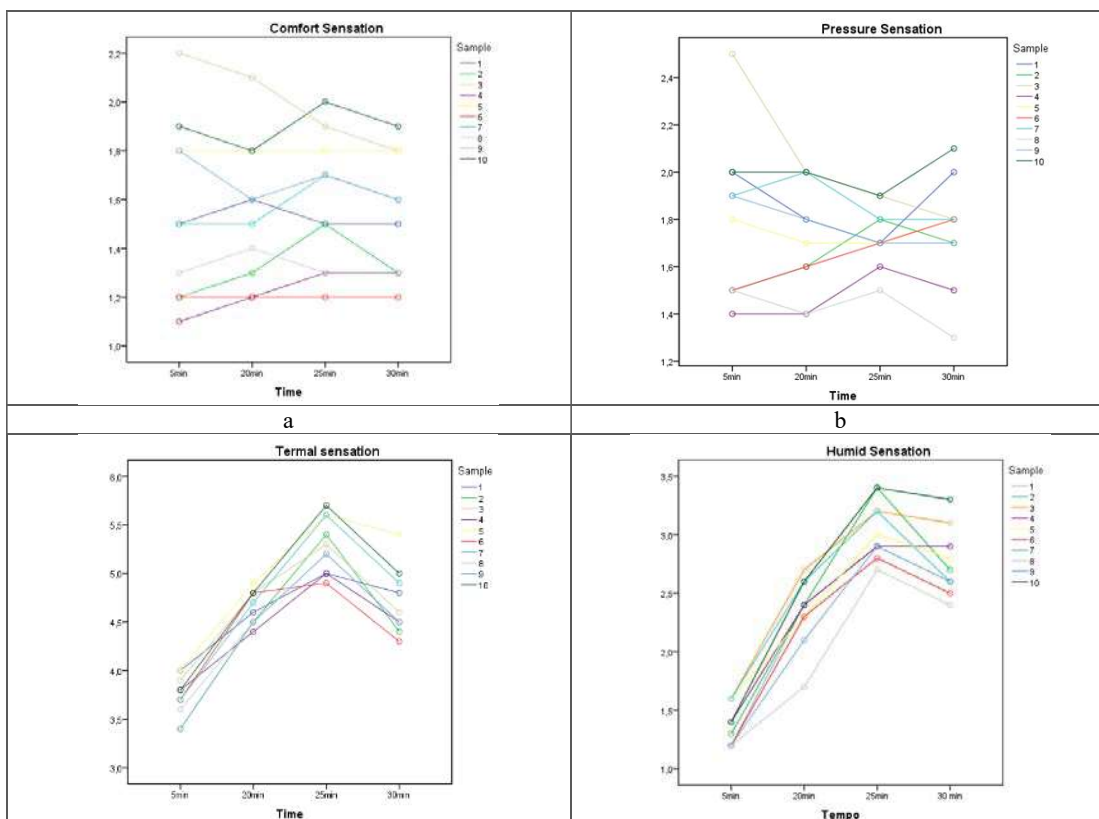 Comfort Sensation
2,2
2,0
1,8
1,6
1,4
1,2
1,0
5min
20min
25min
30min
Time
Sample
1
2
3
4
5
6
7
8
9
10
a
Pressure Sensation
2,4
2,2
2,0
1,8
1,6
1,4
1,2
5min
20min
25min
30min
Time
Sample
1
2
3
4
5
6
7
8
9
10
b
Termal sensation
6,0
5,5
5,0
4,5
4,0
3,5
3,0
5min
20min
25min
30min
Time
Sample
1
2
3
4
5
6
7
8
9
10
Humid Sensation
3,5
3,0
2,5
2,0
1,5
1,0
5min
20min
25min
30 min
Tempo
Sample
1
2
3
4
5
6
7
8
9
10